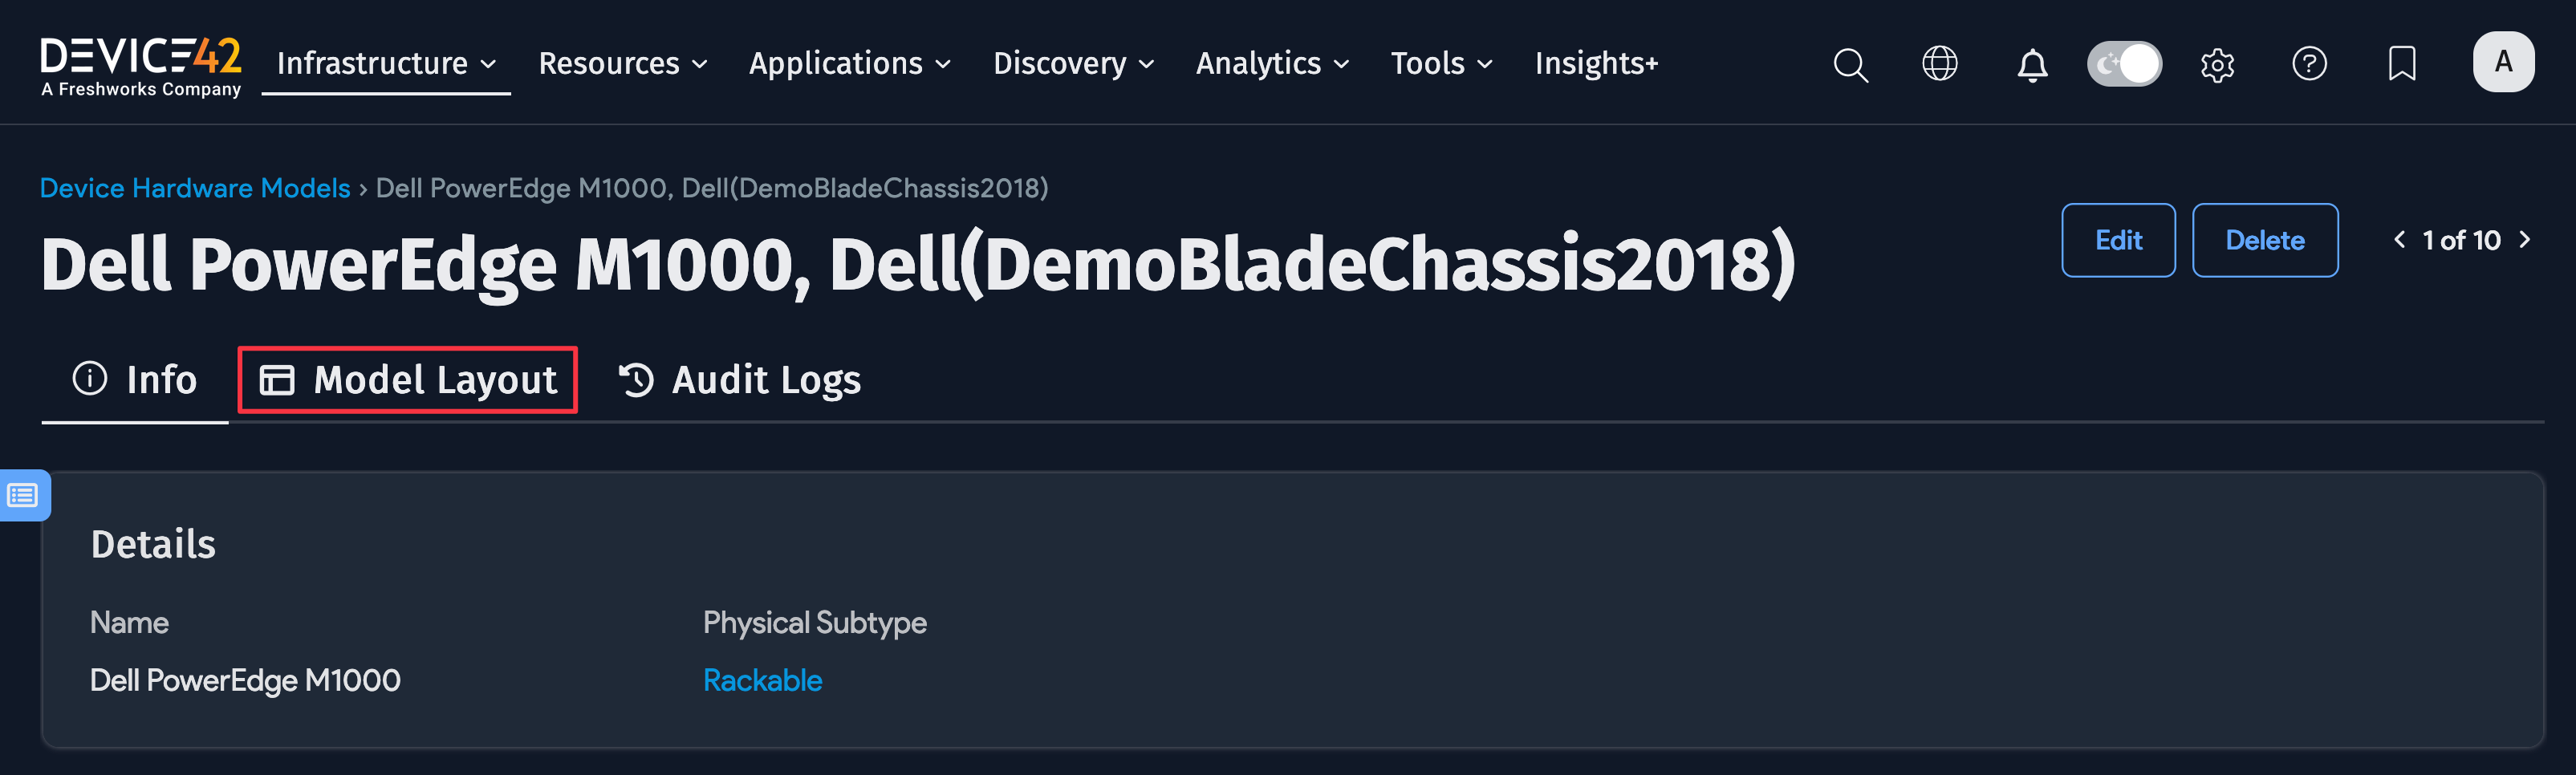 DEVICE42
A Freshworks Company
Infrastructure Resources Applications Discovery Analytics Tools Insights+ A
Device Hardware Models › Dell PowerEdge M1000, Dell(DemoBladeChassis2018)
Dell PowerEdge M1000, Dell(DemoBladeChassis2018)
Edit Delete 1 of 10
Info Model Layout Audit Logs
Details
Name Physical Subtype
Dell PowerEdge M1000 Rackable